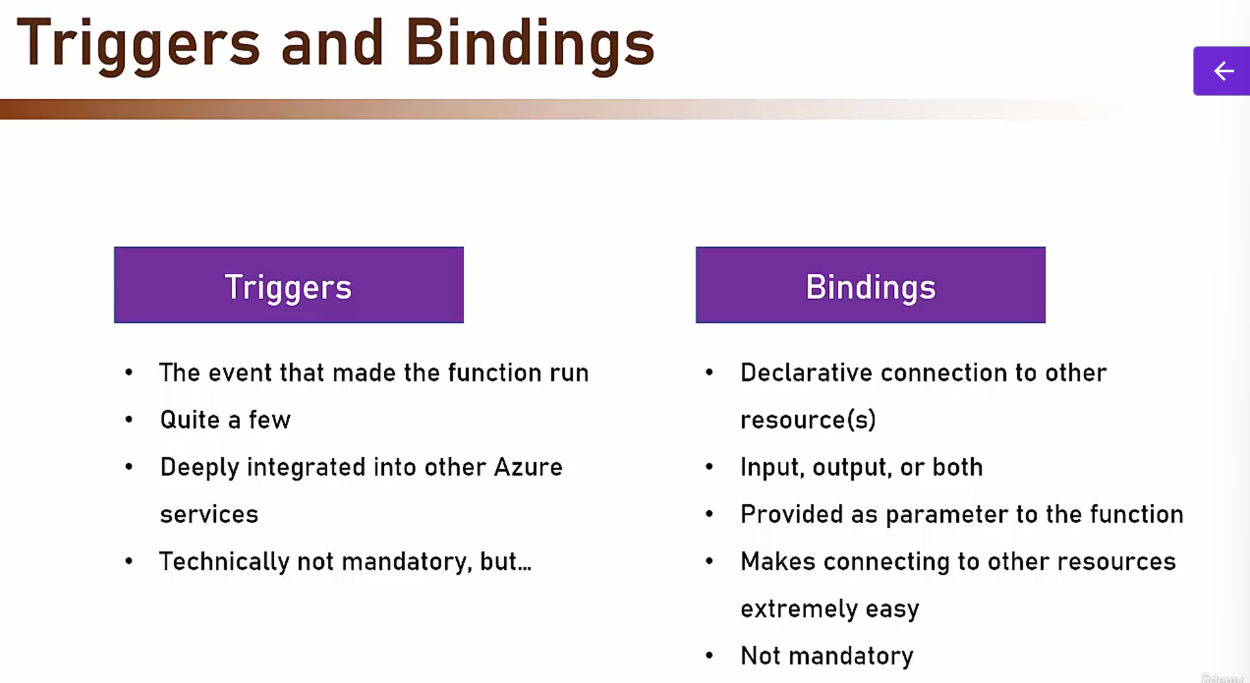 Triggers and Bindings
Triggers
• The event that made the function run
• Quite a few
• Deeply integrated into other Azure
services
• Technically not mandatory, but...
Bindings
• Declarative connection to other
resource(s)
• Input, output, or both
• Provided as parameter to the function
• Makes connecting to other resources
extremely easy
• Not mandatory
Udemy